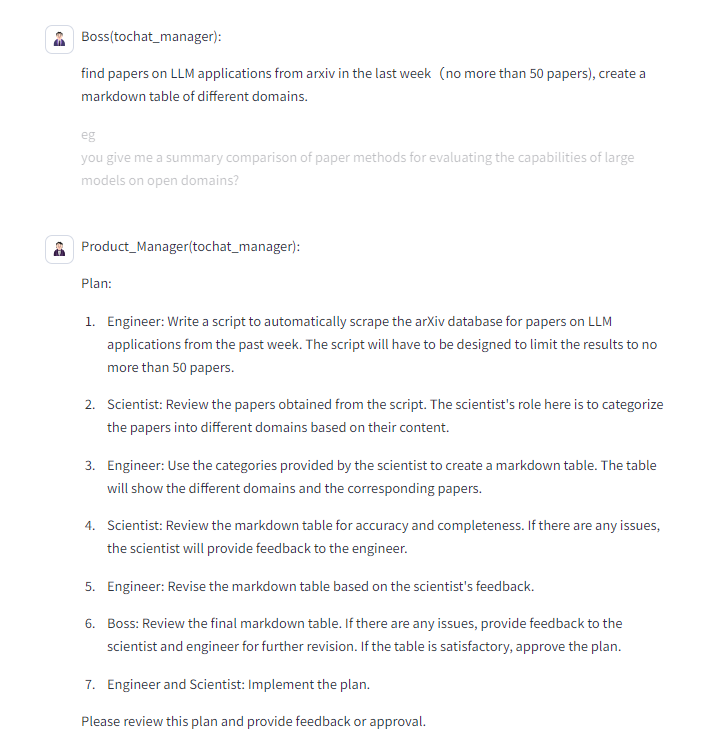 Boss(tochat_manager):
find papers on LLM applications from arxiv in the last week（no more than 50 papers), create a
markdown table of different domains.
eg
you give me a summary comparison of paper methods for evaluating the capabilities of large
models on open domains?
Product_Manager(tochat_manager):
Plan:
1. Engineer: Write a script to automatically scrape the arXiv database for papers on LLM
applications from the past week. The script will have to be designed to limit the results to no
more than 50 papers.
2. Scientist: Review the papers obtained from the script. The scientist's role here is to categorize
the papers into different domains based on their content.
3. Engineer: Use the categories provided by the scientist to create a markdown table. The table
will show the different domains and the corresponding papers.
4. Scientist: Review the markdown table for accuracy and completeness. If there are any issues,
the scientist will provide feedback to the engineer.
5. Engineer: Revise the markdown table based on the scientist's feedback.
6. Boss: Review the final markdown table. If there are any issues, provide feedback to the
scientist and engineer for further revision. If the table is satisfactory, approve the plan.
7. Engineer and Scientist: Implement the plan.
Please review this plan and provide feedback or approval.